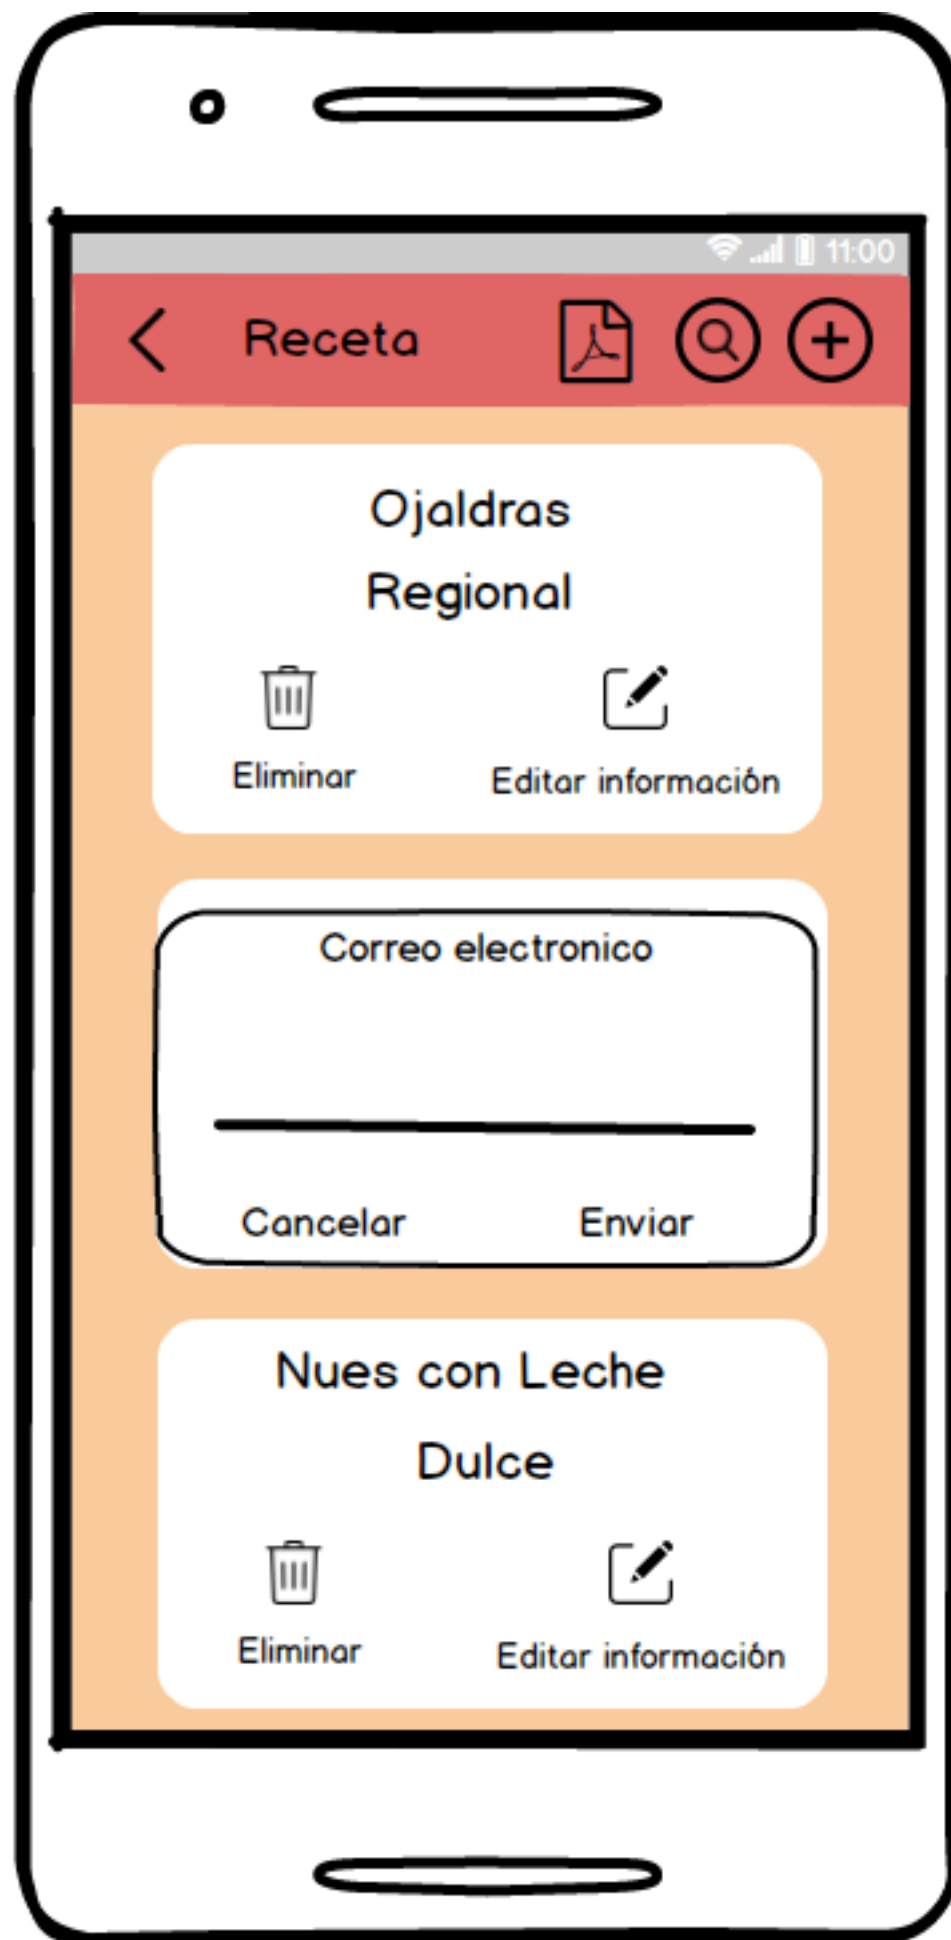 11:00
Receta
Ojaldras
Regional
Eliminar Editar información
Correo electronico
Cancelar Enviar
Nues con Leche
Dulce
Eliminar Editar información